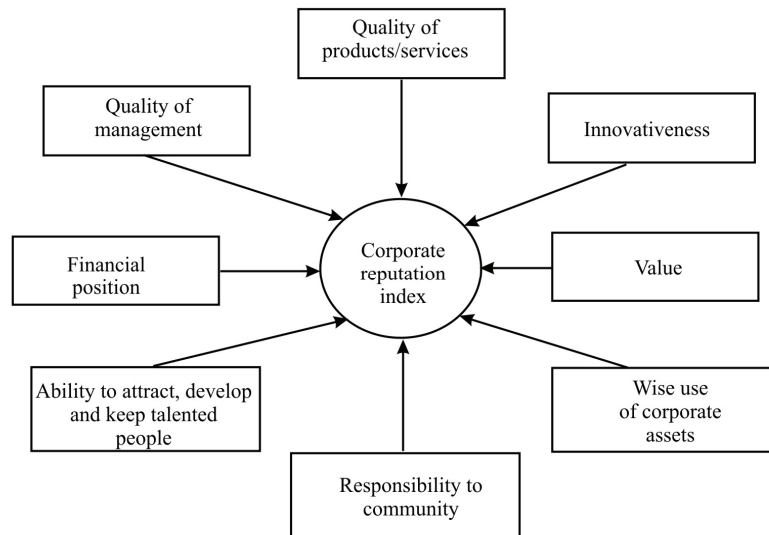 Quality of
products/services
Quality of
management
Innovativeness
Corporate
reputation
index
Financial
position
Value
Ability to attract, develop
and keep talented
people
Wise use
of corporate
assets
Responsibility to
community